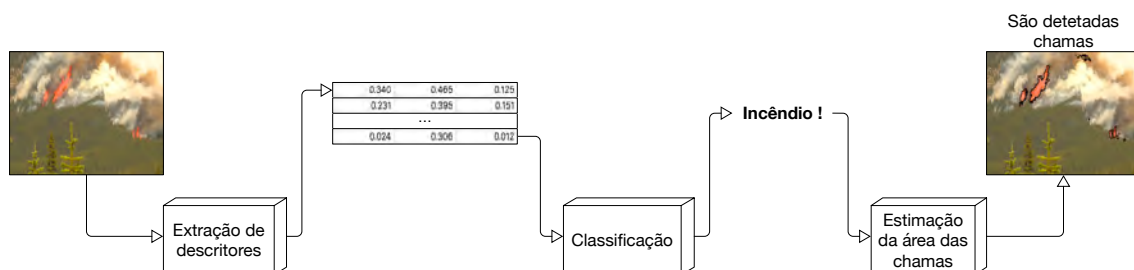 São detetadas
chamas
0.340 0.465 0.125
0.231 0.395 0.151
...
0.024 0.306 0.012
Incêndio !
Extração de
descritores
Classificação
Estimação
da área das
chamas